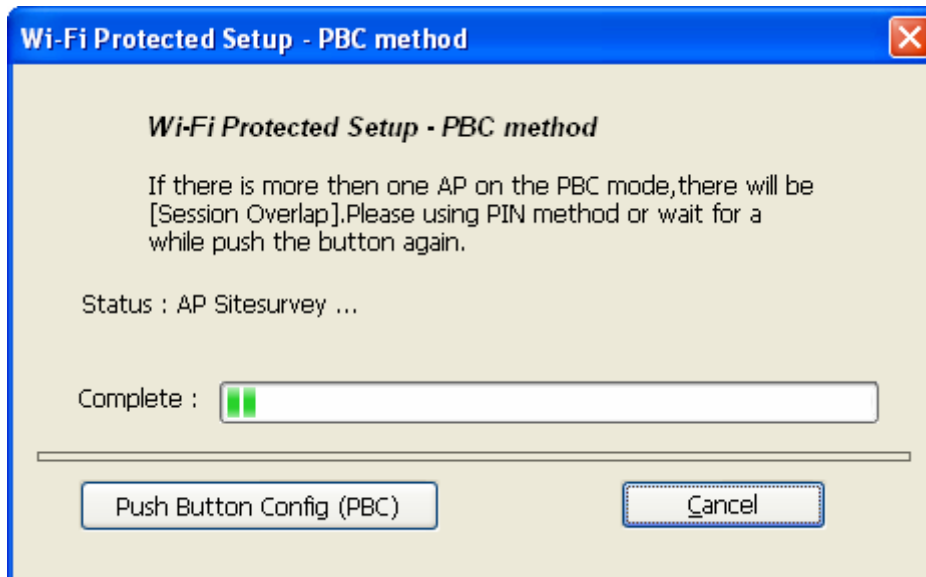 Wi-Fi Protected Setup - PBC method
Wi-Fi Protected Setup - PBC method
If there is more then one AP on the PBC mode,there will be
[Session Overlap].Please using PIN method or wait for a
while push the button again.
Status : AP Sitesurvey ...
Complete :
Push Button Config (PBC)
Cancel